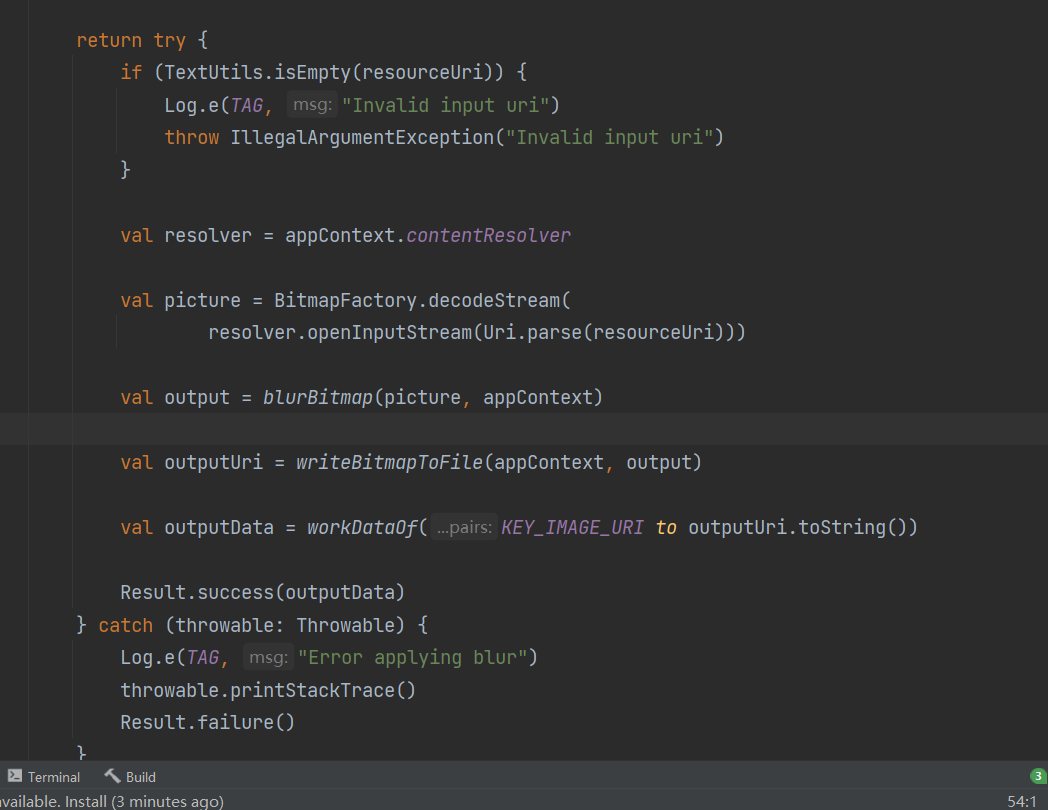 return try {
if (TextUtils.isEmpty(resourceUri)) {
Log.e(TAG, msg: "Invalid input uri")
throw IllegalArgumentException("Invalid input uri")
}
val resolver = appContext.contentResolver
val picture = BitmapFactory.decodeStream(
resolver.openInputStream(Uri.parse(resourceUri)))
val output = blurBitmap(picture, appContext)
val outputUri = writeBitmapToFile(appContext, output)
val outputData = workDataOf( ...pairs: KEY_IMAGE_URI to outputUri.toString())
Result.success(outputData)
} catch (throwable: Throwable) {
Log.e(TAG, msg: "Error applying blur")
throwable.printStackTrace()
Result.failure()
}
Terminal Build 3
vailable. Install (3 minutes ago) 54:1